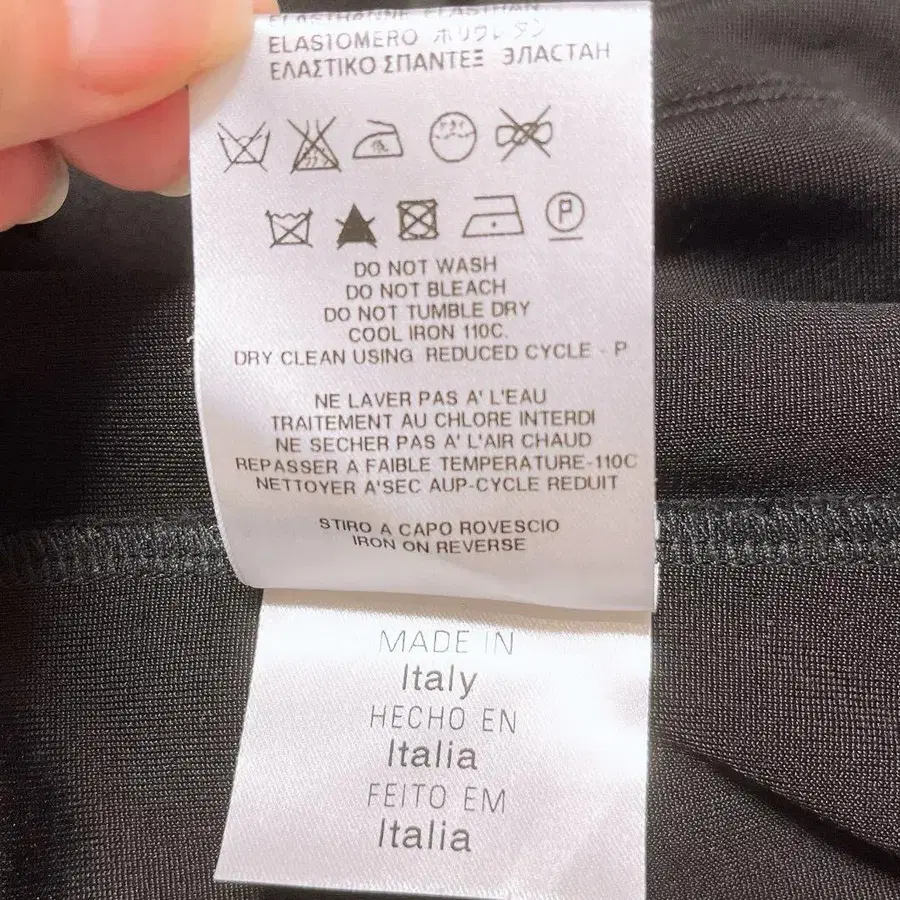 ELASTHANNE ELASTHAN
ELASTOMERO ポリウレタン
ΕΛΑΣΤΙΚΟ ΣΠΑΝΤΕΞ ЭЛАСТАН
P
DO NOT WASH
DO NOT BLEACH
DO NOT TUMBLE DRY
COOL IRON 110C.
DRY CLEAN USING REDUCED CYCLE - P
NE LAVER PAS A' L'EAU
TRAITEMENT AU CHLORE INTERDI
NE SECHER PAS A' L'AIR CHAUD
REPASSER A FAIBLE TEMPERATURE-110C
NETTOYER A'SEC AUP-CYCLE REDUIT
STIRO A CAPO ROVESCIO
IRON ON REVERSE
MADE IN
Italy
HECHO EN
Italia
FEITO EM
Italia